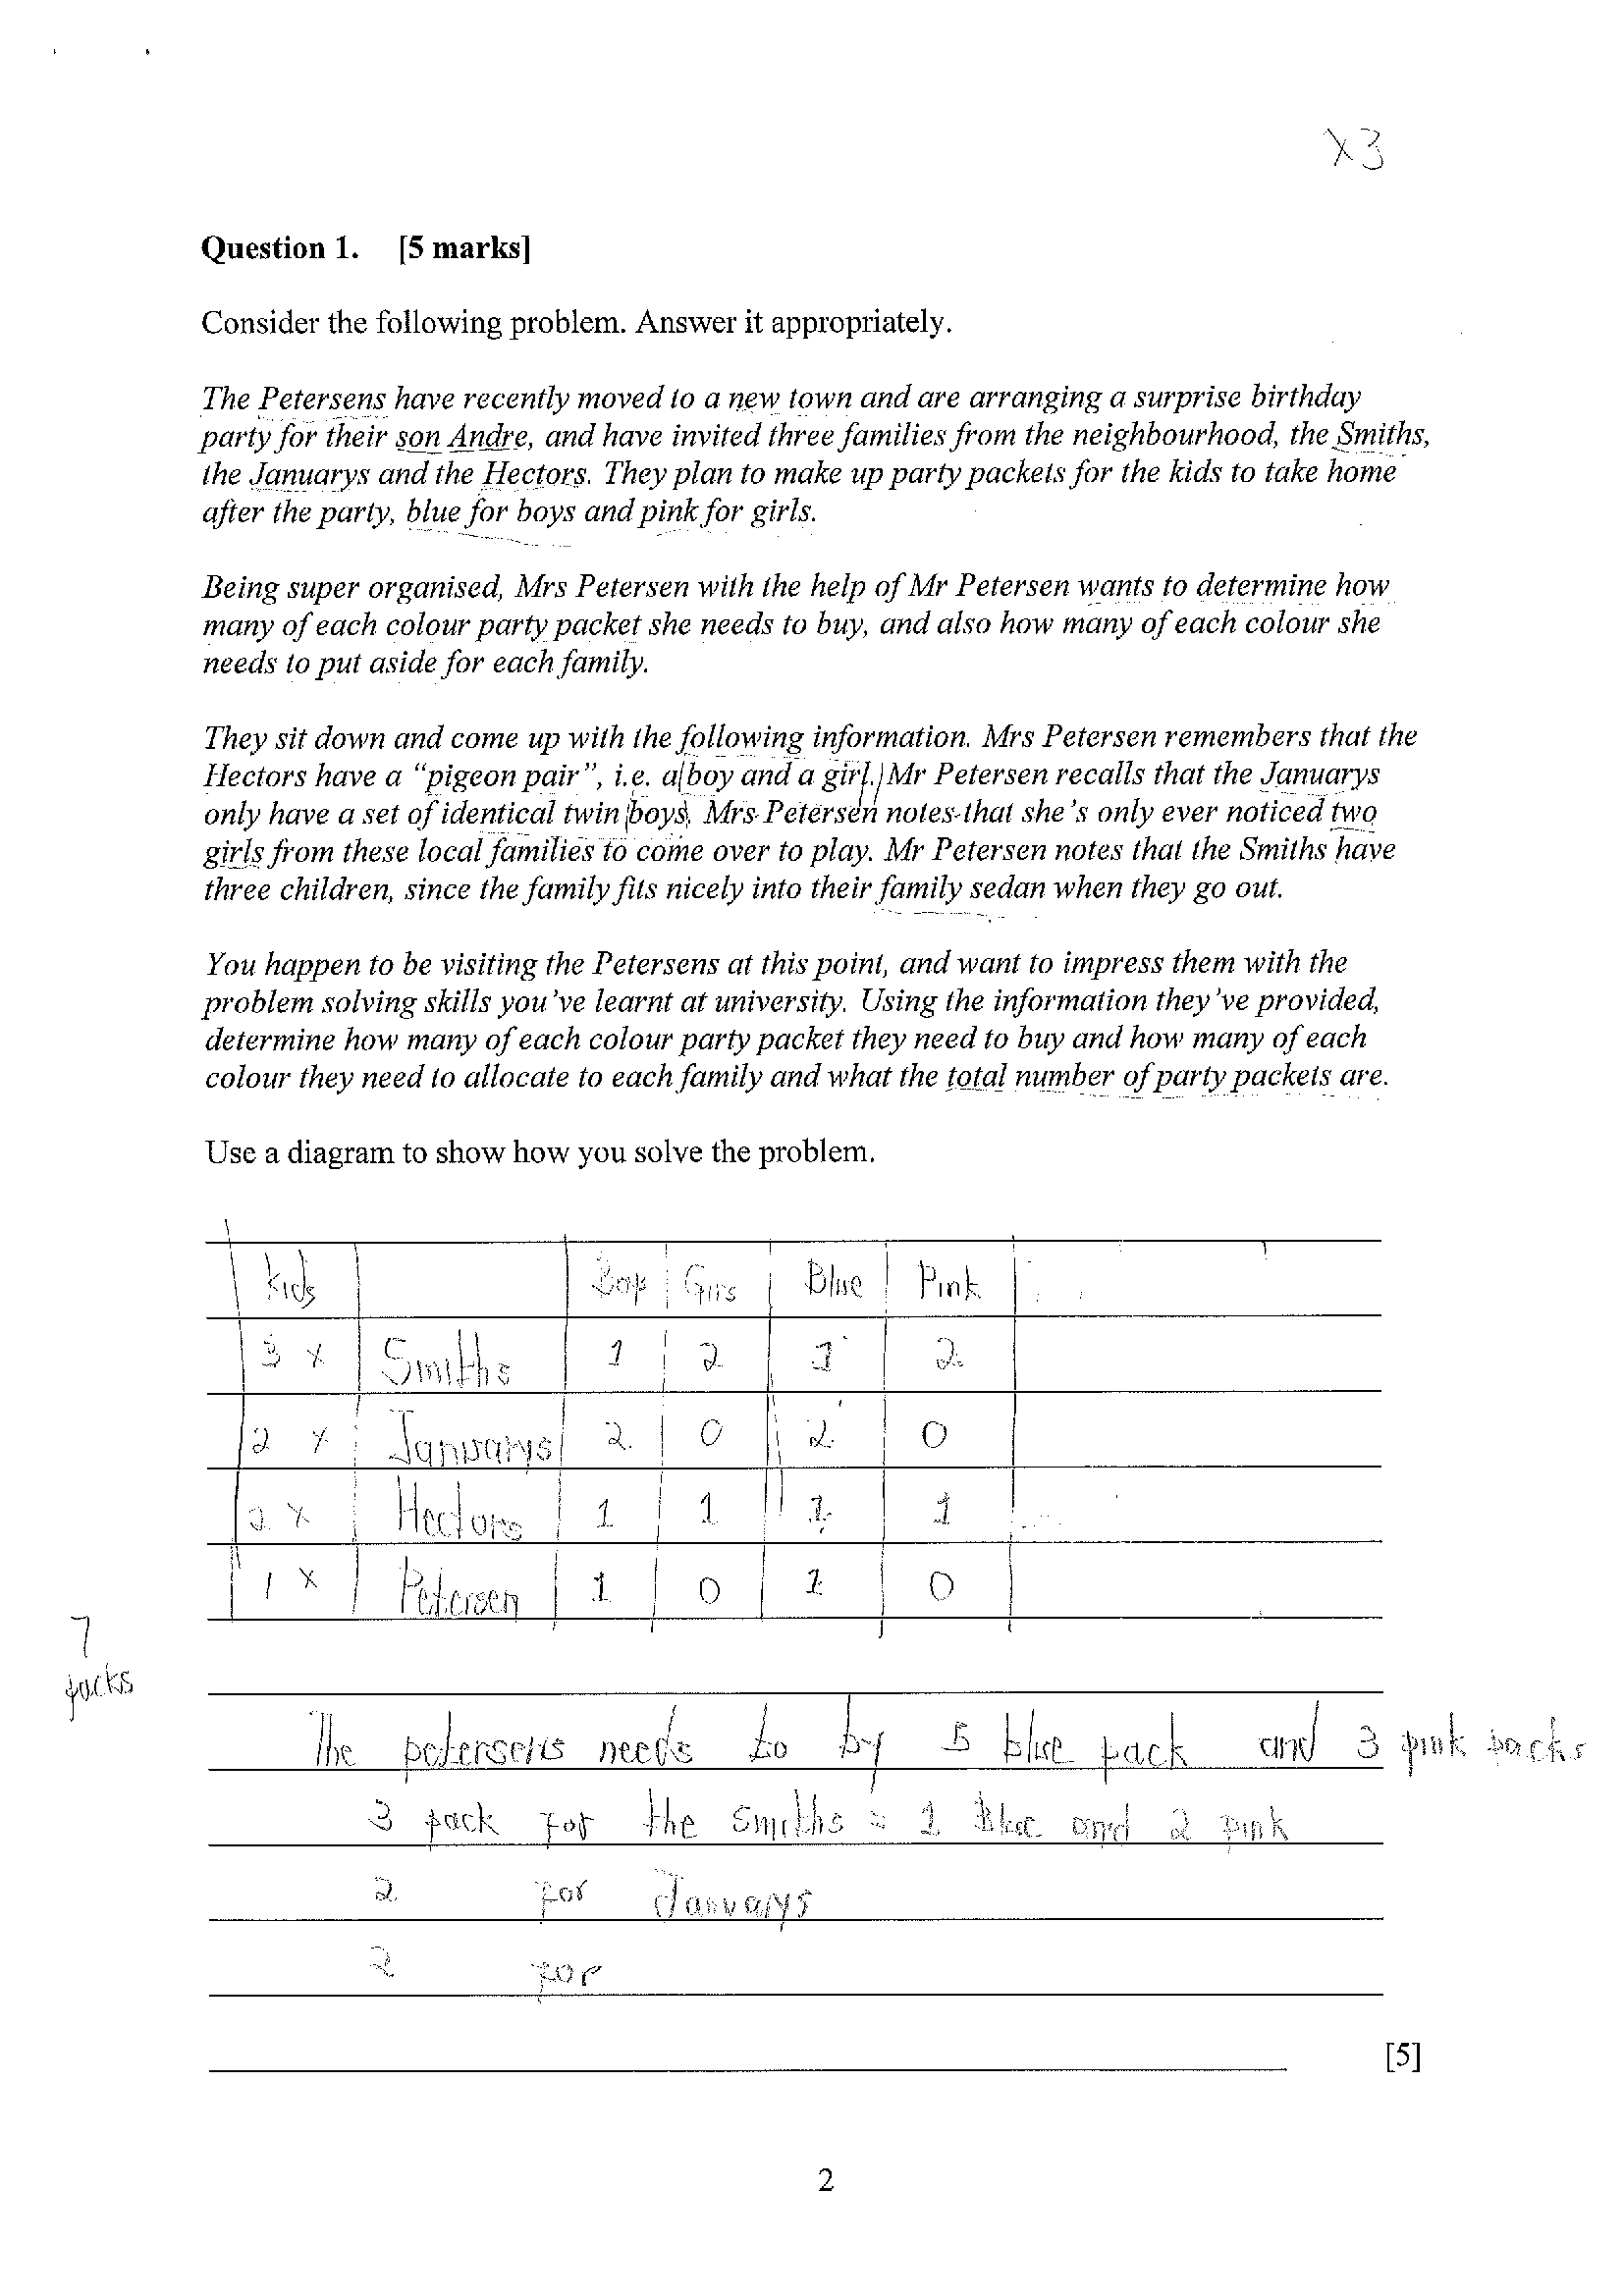 x3
Question 1. [5 marks]
Consider the following problem. Answer it appropriately.
The Petersens have recently moved to a new town and are arranging a surprise birthday
party for their son Andre, and have invited three families from the neighbourhood, the Smiths,
the Januarys and the Hectors. They plan to make up party packets for the kids to take home
after the party, blue for boys and pink for girls.
Being super organised, Mrs Petersen with the help of Mr Petersen wants to determine how
many of each colour party packet she needs to buy, and also how many of each colour she
needs to put aside for each family.
They sit down and come up with the following information. Mrs Petersen remembers that the
Hectors have a “pigeon pair”, i.e. a boy and a girl. Mr Petersen recalls that the Januarys
only have a set of identical twin boys. Mrs Petersen notes that she’s only ever noticed two
girls from these local families to come over to play. Mr Petersen notes that the Smiths have
three children, since the family fits nicely into their family sedan when they go out.
You happen to be visiting the Petersens at this point, and want to impress them with the
problem solving skills you’ve learnt at university. Using the information they’ve provided,
determine how many of each colour party packet they need to buy and how many of each
colour they need to allocate to each family and what the total number of party packets are.
Use a diagram to show how you solve the problem.
Kids Boy Girs Blue Pink
3 x Smiths 1 2 1 2
2 x Januarys 2 0 2 0
2 x Hectors 1 1 1 1
1 x Petersen 1 0 1 0
7
packs
The petersens needs to by 5 blue pack and 3 pink packs
3 pack for the Smiths = 1 Blue and 2 pink
2 for Januarys
2 for
[5]
2